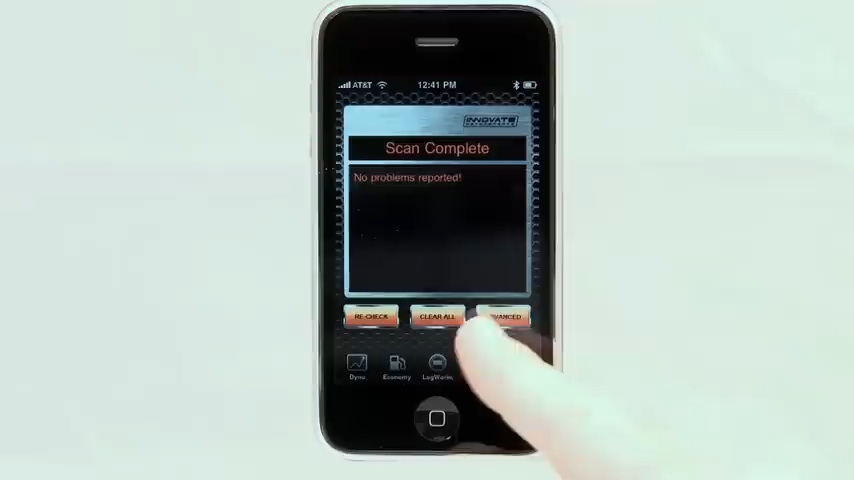 AT&T 12:41 PM
INNOVATE
Scan Complete
No problems reported!
RE-CHECK CLEAR ALL ADVANCED
Dyno Economy LogWorks